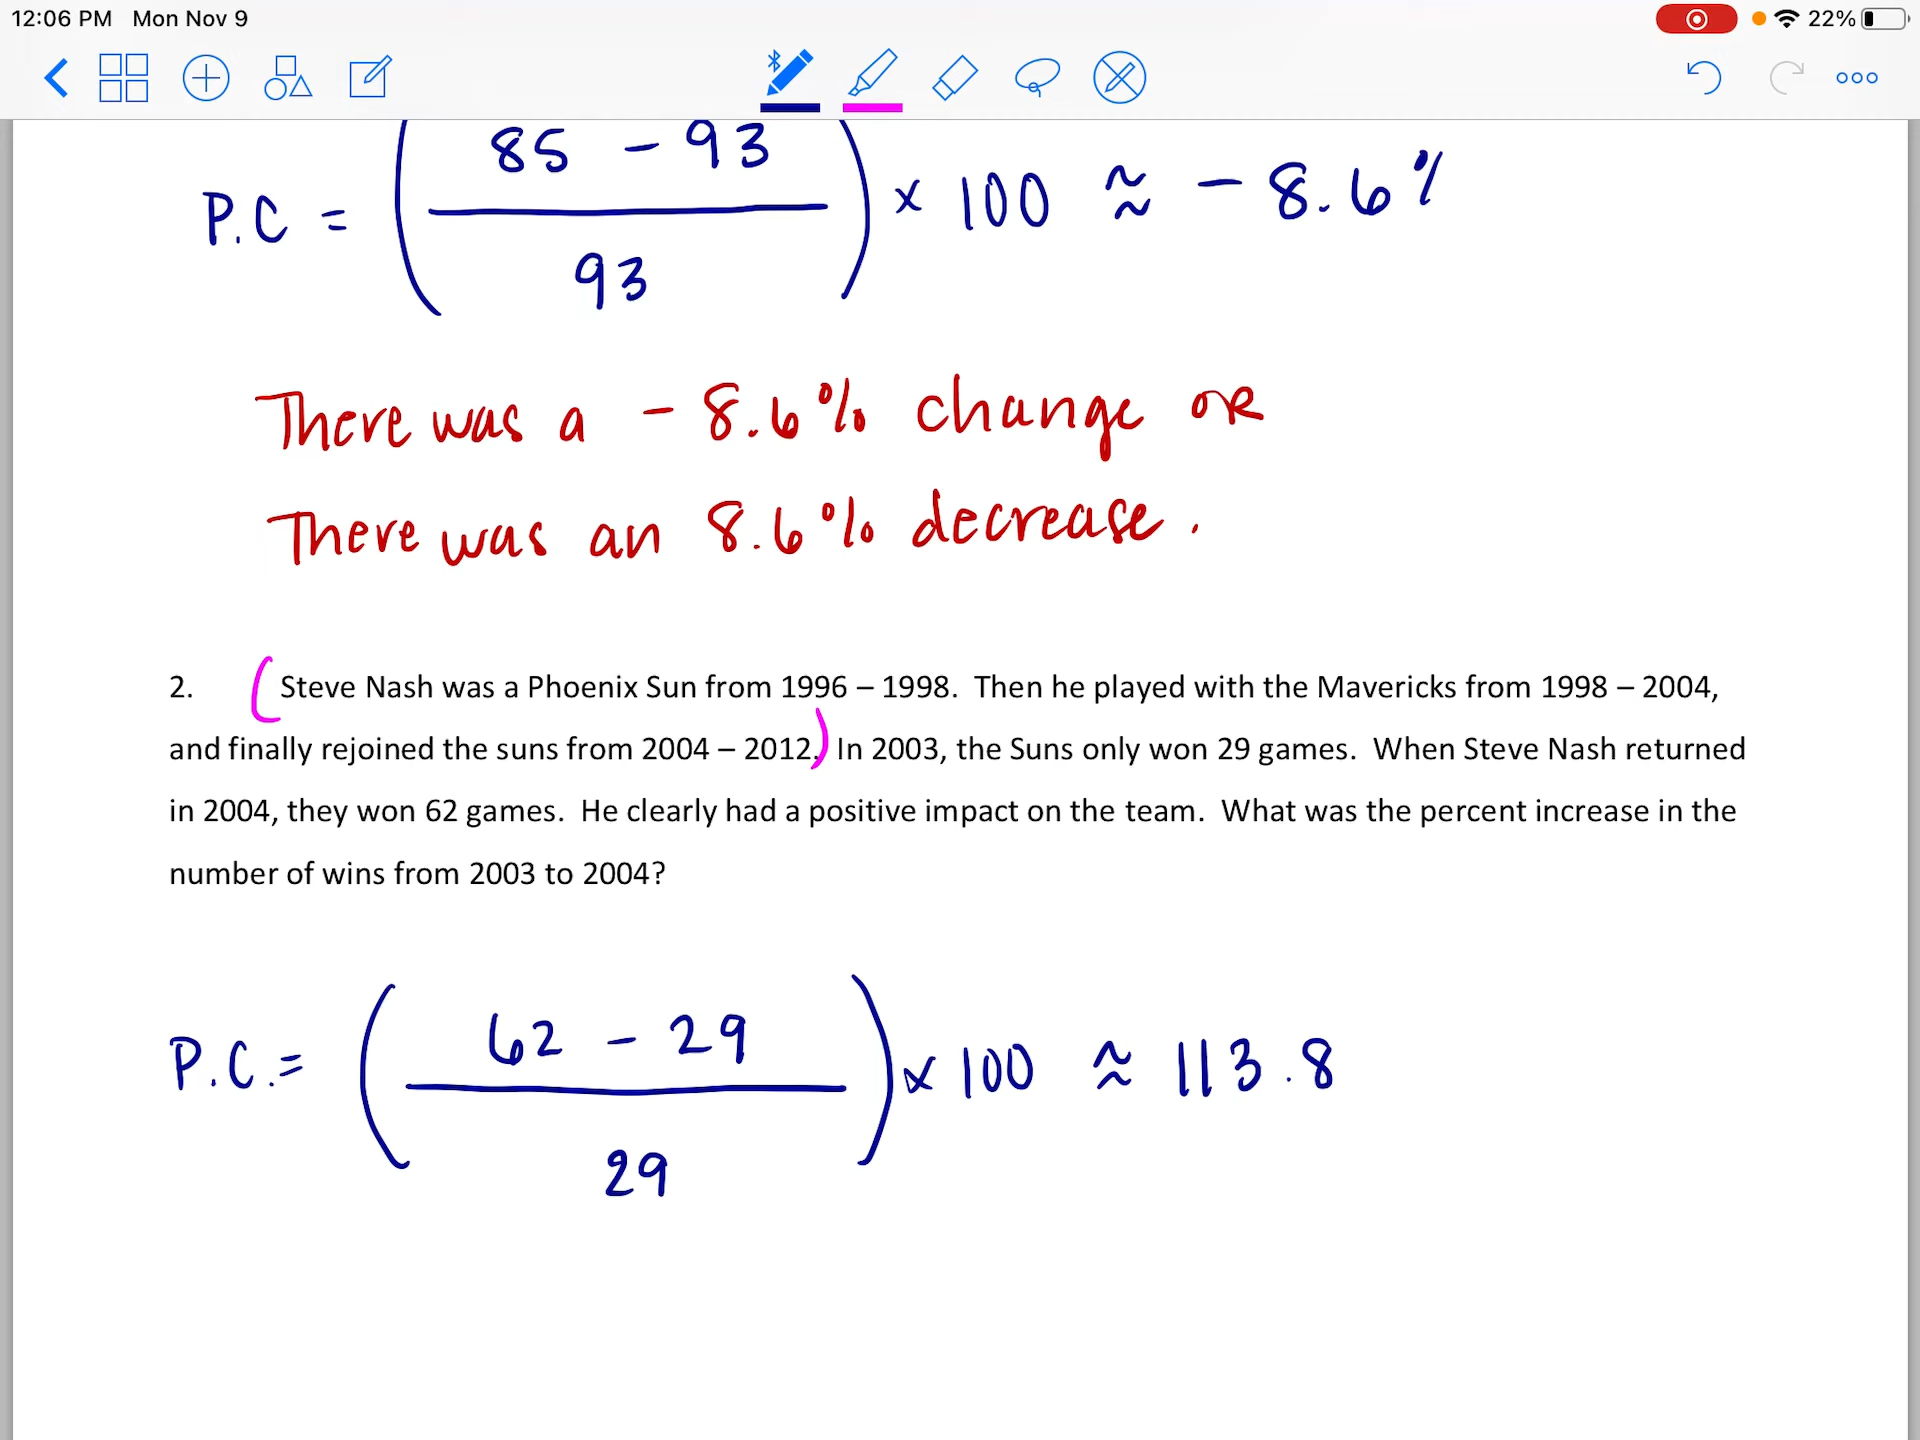 12:06 PM Mon Nov 9 22%
85 - 93
P.C = × 100 ≈ - 8.6%
93
There was a - 8.6% change OR
There was an 8.6% decrease.
2. (Steve Nash was a Phoenix Sun from 1996 – 1998. Then he played with the Mavericks from 1998 – 2004,
and finally rejoined the suns from 2004 – 2012.) In 2003, the Suns only won 29 games. When Steve Nash returned
in 2004, they won 62 games. He clearly had a positive impact on the team. What was the percent increase in the
number of wins from 2003 to 2004?
62 - 29
P.C. = × 100 ≈ 113.8
29